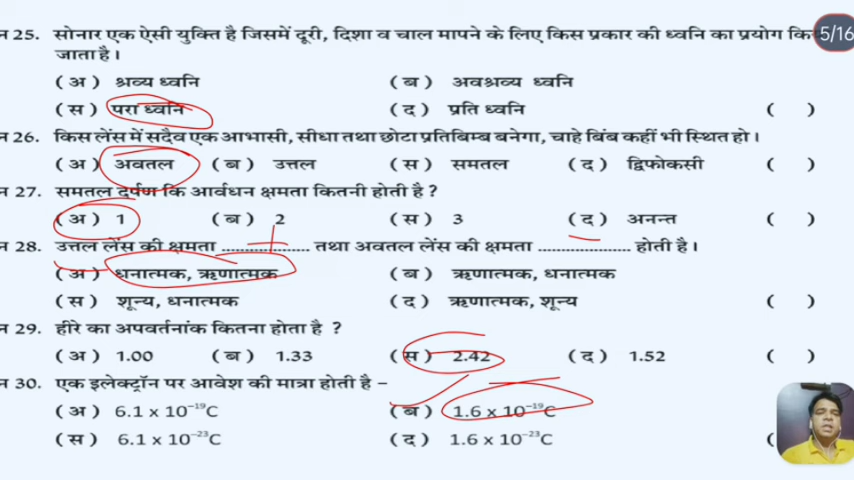 5/16
न 25. सोनार एक ऐसी युक्ति है जिसमें दूरी, दिशा व चाल मापने के लिए किस प्रकार की ध्वनि का प्रयोग कि
जाता है।
(अ) श्रव्य ध्वनि (ब) अवश्रव्य ध्वनि
(स) परा ध्वनि (द) प्रति ध्वनि ( )
न 26. किस लेंस में सदैव एक आभासी, सीधा तथा छोटा प्रतिबिम्ब बनेगा, चाहे बिंब कहीं भी स्थित हो।
(अ) अवतल (ब) उत्तल (स) समतल (द) द्विफोकसी ( )
न 27. समतल दर्पण कि आर्वधन क्षमता कितनी होती है ?
(अ) 1 (ब) 2 (स) 3 (द) अनन्त ( )
न 28. उत्तल लेंस की क्षमता .................. तथा अवतल लेंस की क्षमता .................. होती है।
(अ) धनात्मक, ऋणात्मक (ब) ऋणात्मक, धनात्मक
(स) शून्य, धनात्मक (द) ऋणात्मक, शून्य ( )
न 29. हीरे का अपवर्तनांक कितना होता है ?
(अ) 1.00 (ब) 1.33 (स) 2.42 (द) 1.52 ( )
न 30. एक इलेक्ट्रॉन पर आवेश की मात्रा होती है –
(अ) 6.1 x 10⁻¹⁹C (ब) 1.6 x 10⁻¹⁹C
(स) 6.1 x 10⁻²³C (द) 1.6 x 10⁻²³C (